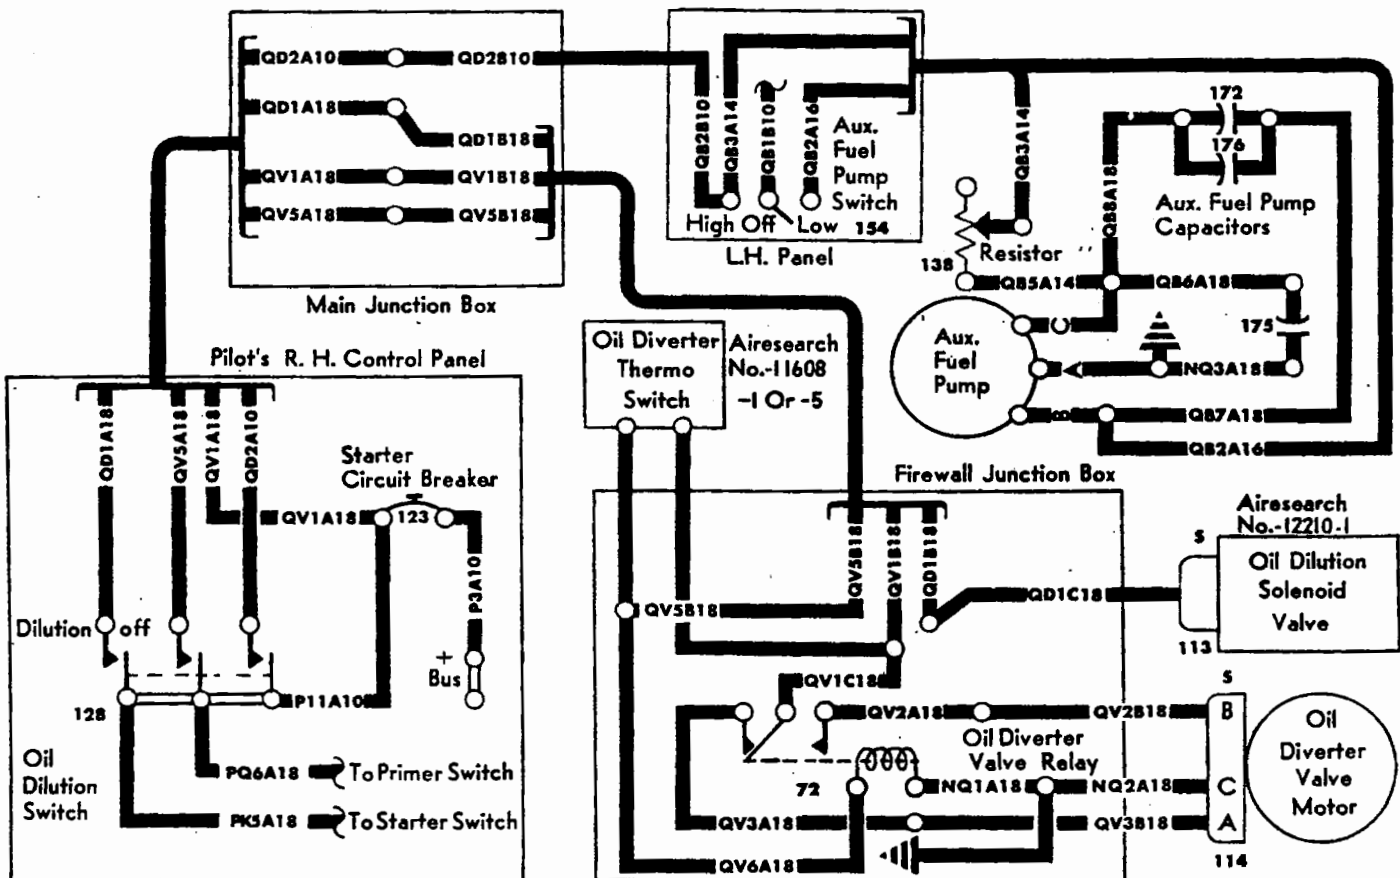 QD2A10
QD2B10
QD1A18
QD1B18
QV1A18
QV1B18
QV5A18
QV5B18
Main Junction Box
QB2B10
QB3A14
QB1B10
QB2A16
Aux.
Fuel
Pump
Switch
High Off Low 154
L.H. Panel
QB3A14
QB8A18
172
176
Aux. Fuel Pump
Capacitors
Resistor
138
QB5A14
QB6A18
175
Aux.
Fuel
Pump
C
A
B
NQ3A18
QB7A18
QB2A16
Oil Diverter
Thermo
Switch
Airesearch
No.-11608
-1 Or -5
Pilot's R. H. Control Panel
QD1A18
QV5A18
QV1A18
QD2A10
Starter
Circuit Breaker
QV1A18
123
P3A10
Dilution
off
+
Bus
P11A10
128
Oil
Dilution
Switch
PQ6A18
To Primer Switch
PK5A18
To Starter Switch
Firewall Junction Box
QV5B18
QV1B18
QD1B18
QV5B18
QD1C18
Airesearch
No.-12210-1
S
Oil Dilution
Solenoid
Valve
113
QV1C18
QV2A18
QV2B18
Oil Diverter
Valve Relay
72
NQ1A18
NQ2A18
QV3A18
QV3B18
QV6A18
S
B
C
A
114
Oil
Diverter
Valve
Motor